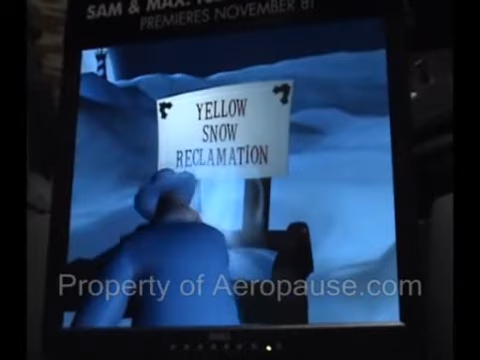 SAM & MAX:
PREMIERES NOVEMBER 8!
YELLOW
SNOW
RECLAMATION
Property of Aeropause.com